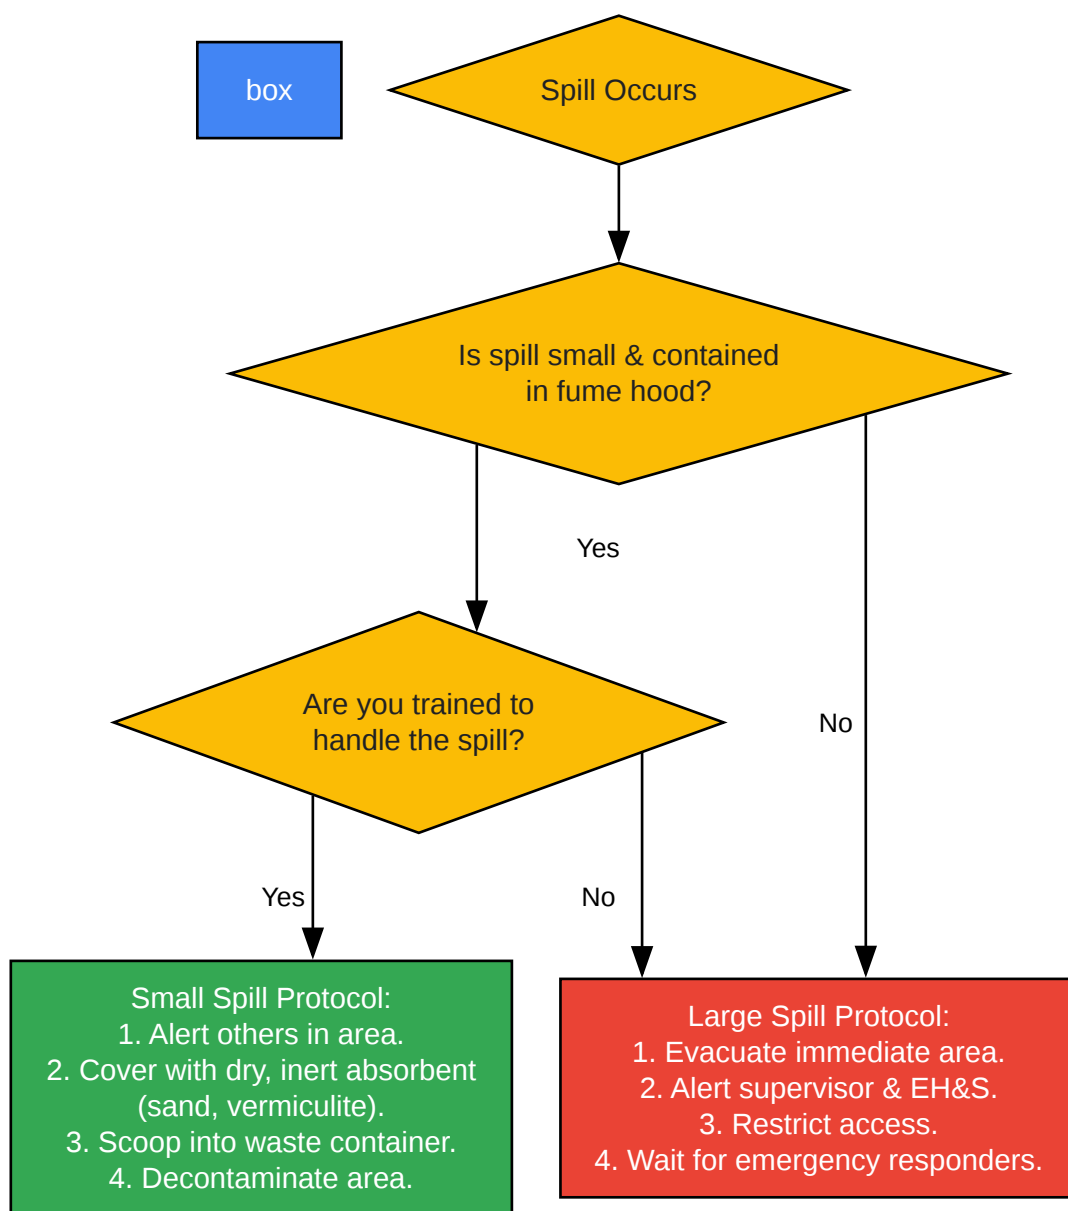 box
Spill Occurs
Is spill small & contained
in fume hood?
Yes
Are you trained to
handle the spill?
No
Yes
No
Small Spill Protocol:
1. Alert others in area.
2. Cover with dry, inert absorbent
(sand, vermiculite).
3. Scoop into waste container.
4. Decontaminate area.
Large Spill Protocol:
1. Evacuate immediate area.
2. Alert supervisor & EH&S.
3. Restrict access.
4. Wait for emergency responders.